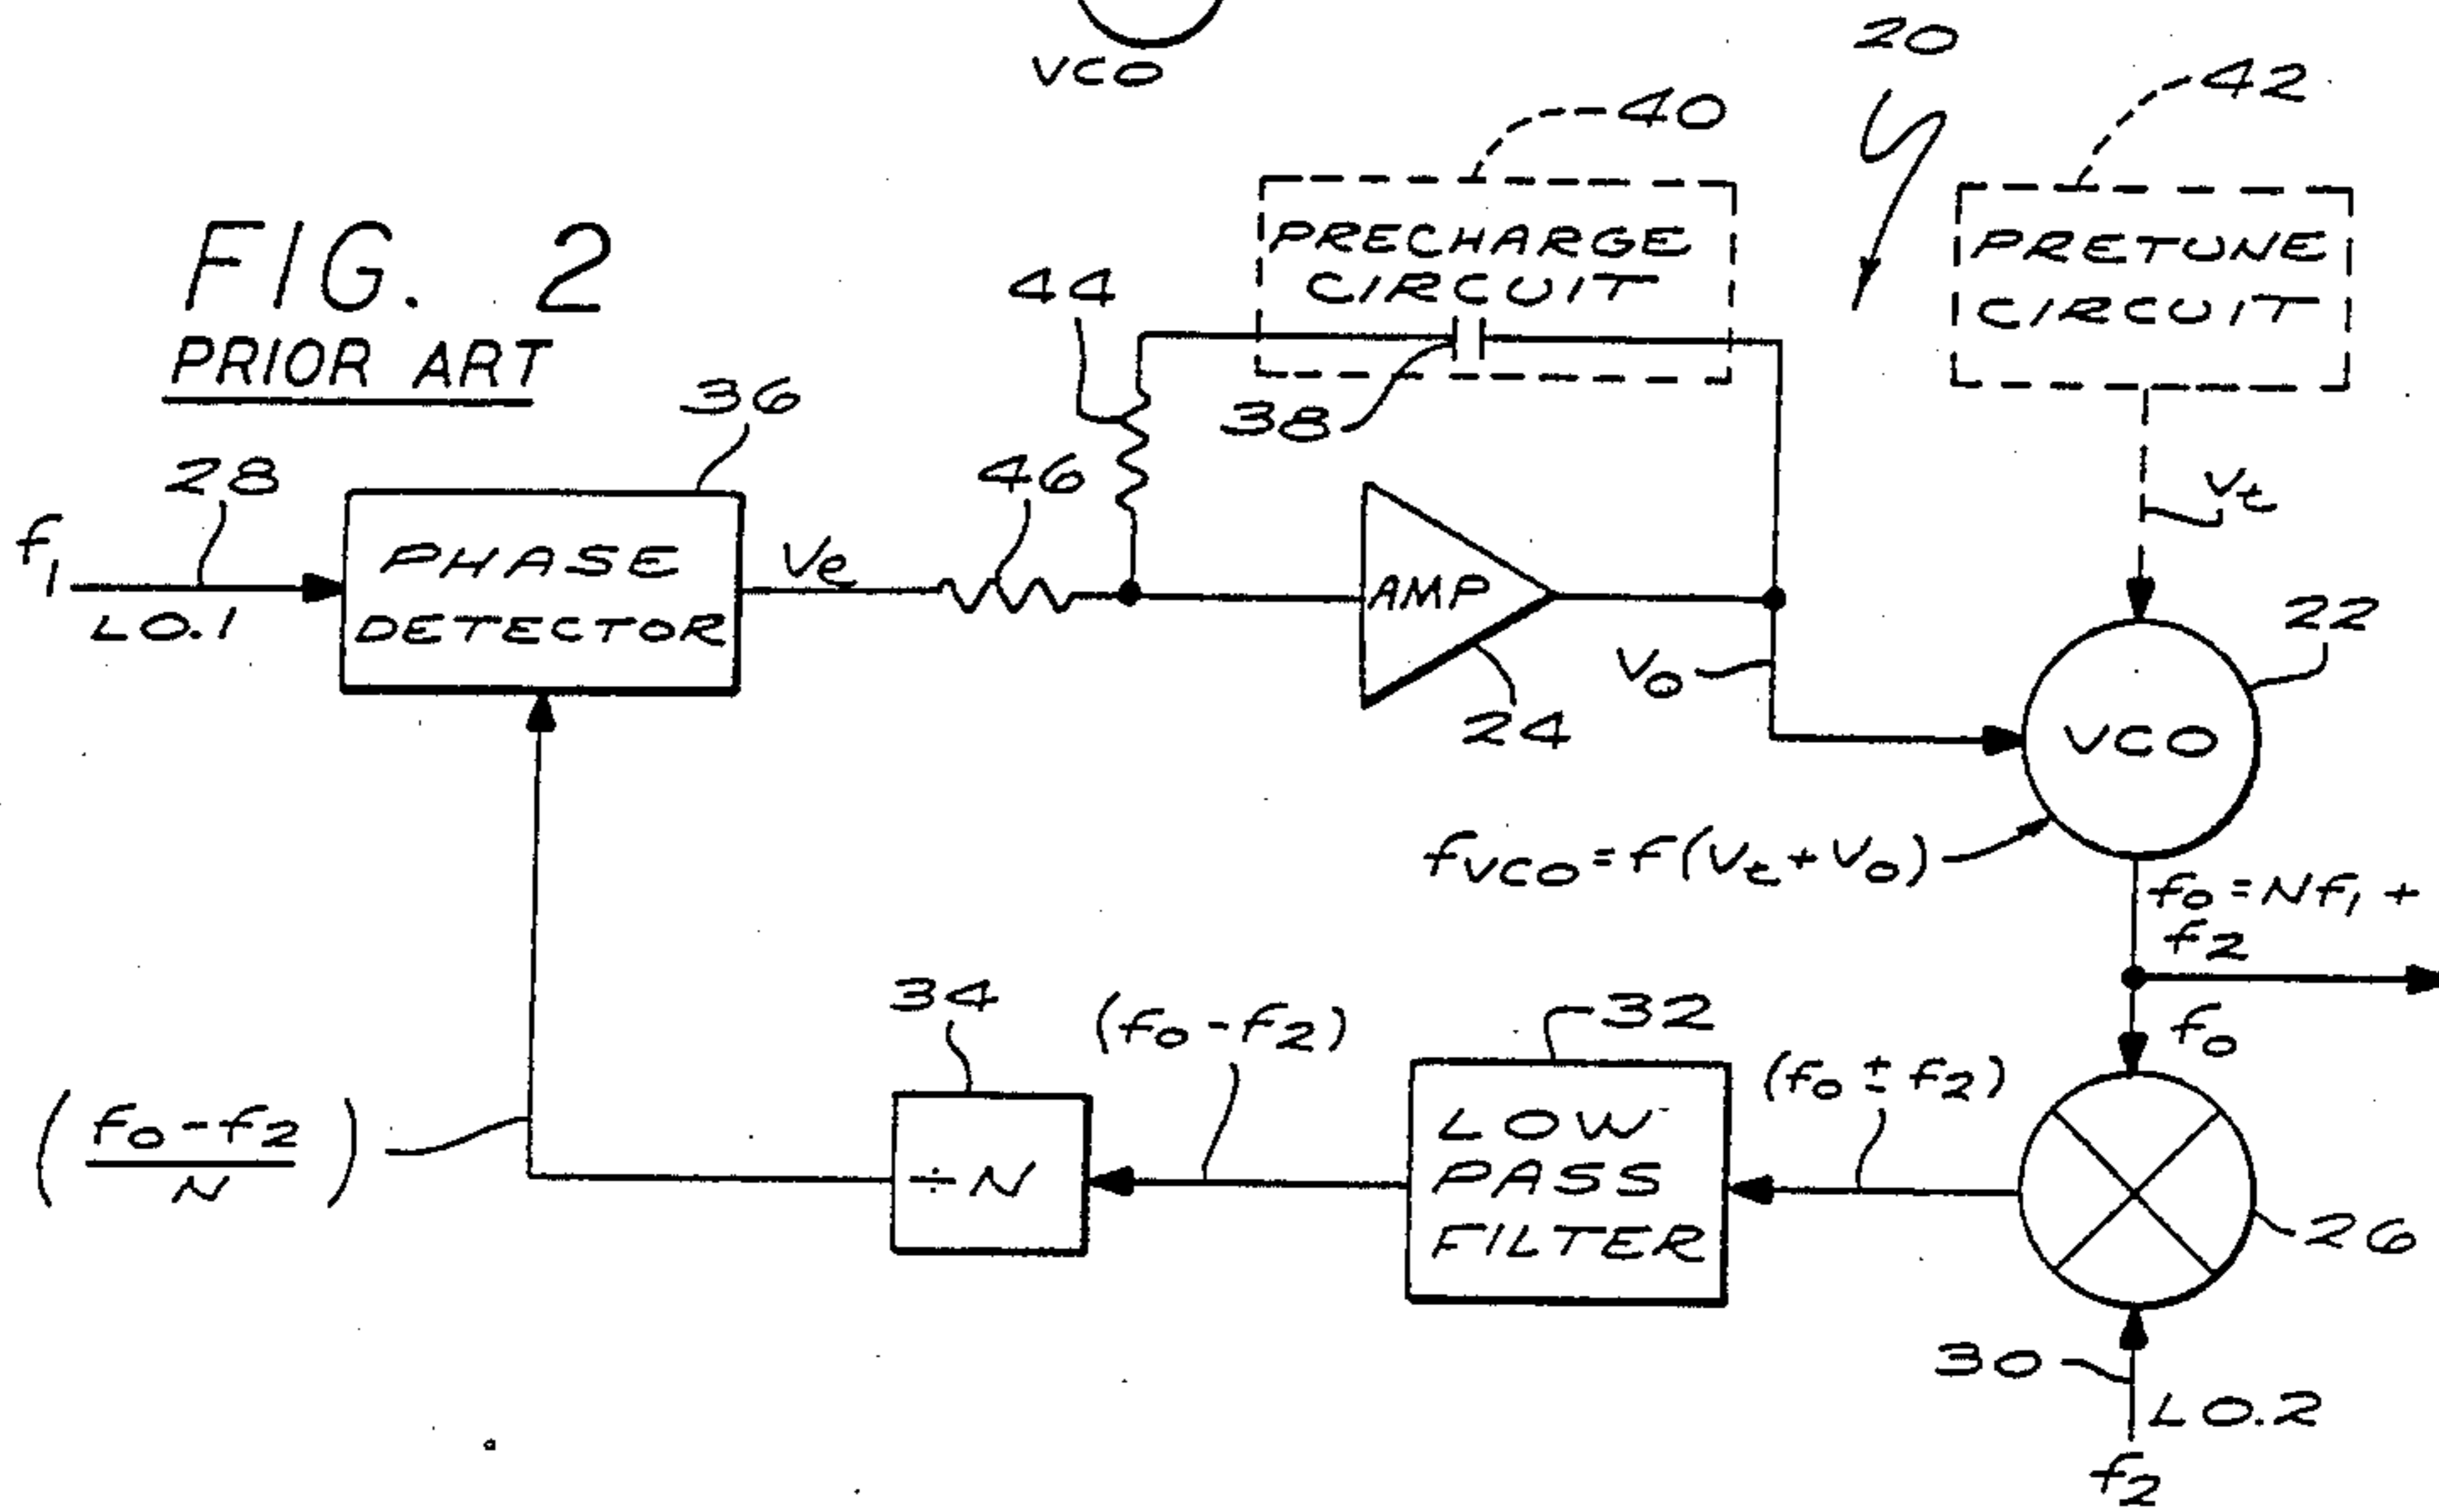 VCO
20
42
40
FIG. 2
PRIOR ART
PRECHARGE
CIRCUIT
PRETUNE
CIRCUIT
44
38
36
46
28
f1
LO.1
PHASE
DETECTOR
Ve
AMP
24
Vo
Vt
22
VCO
fVCO = f(Vt + Vo)
fo = Nf1 +
f2
fo
34
(fo - f2)
32
(fo ± f2)
(fo - f2 / N)
÷N
LOW
PASS
FILTER
26
30
LO.2
f2